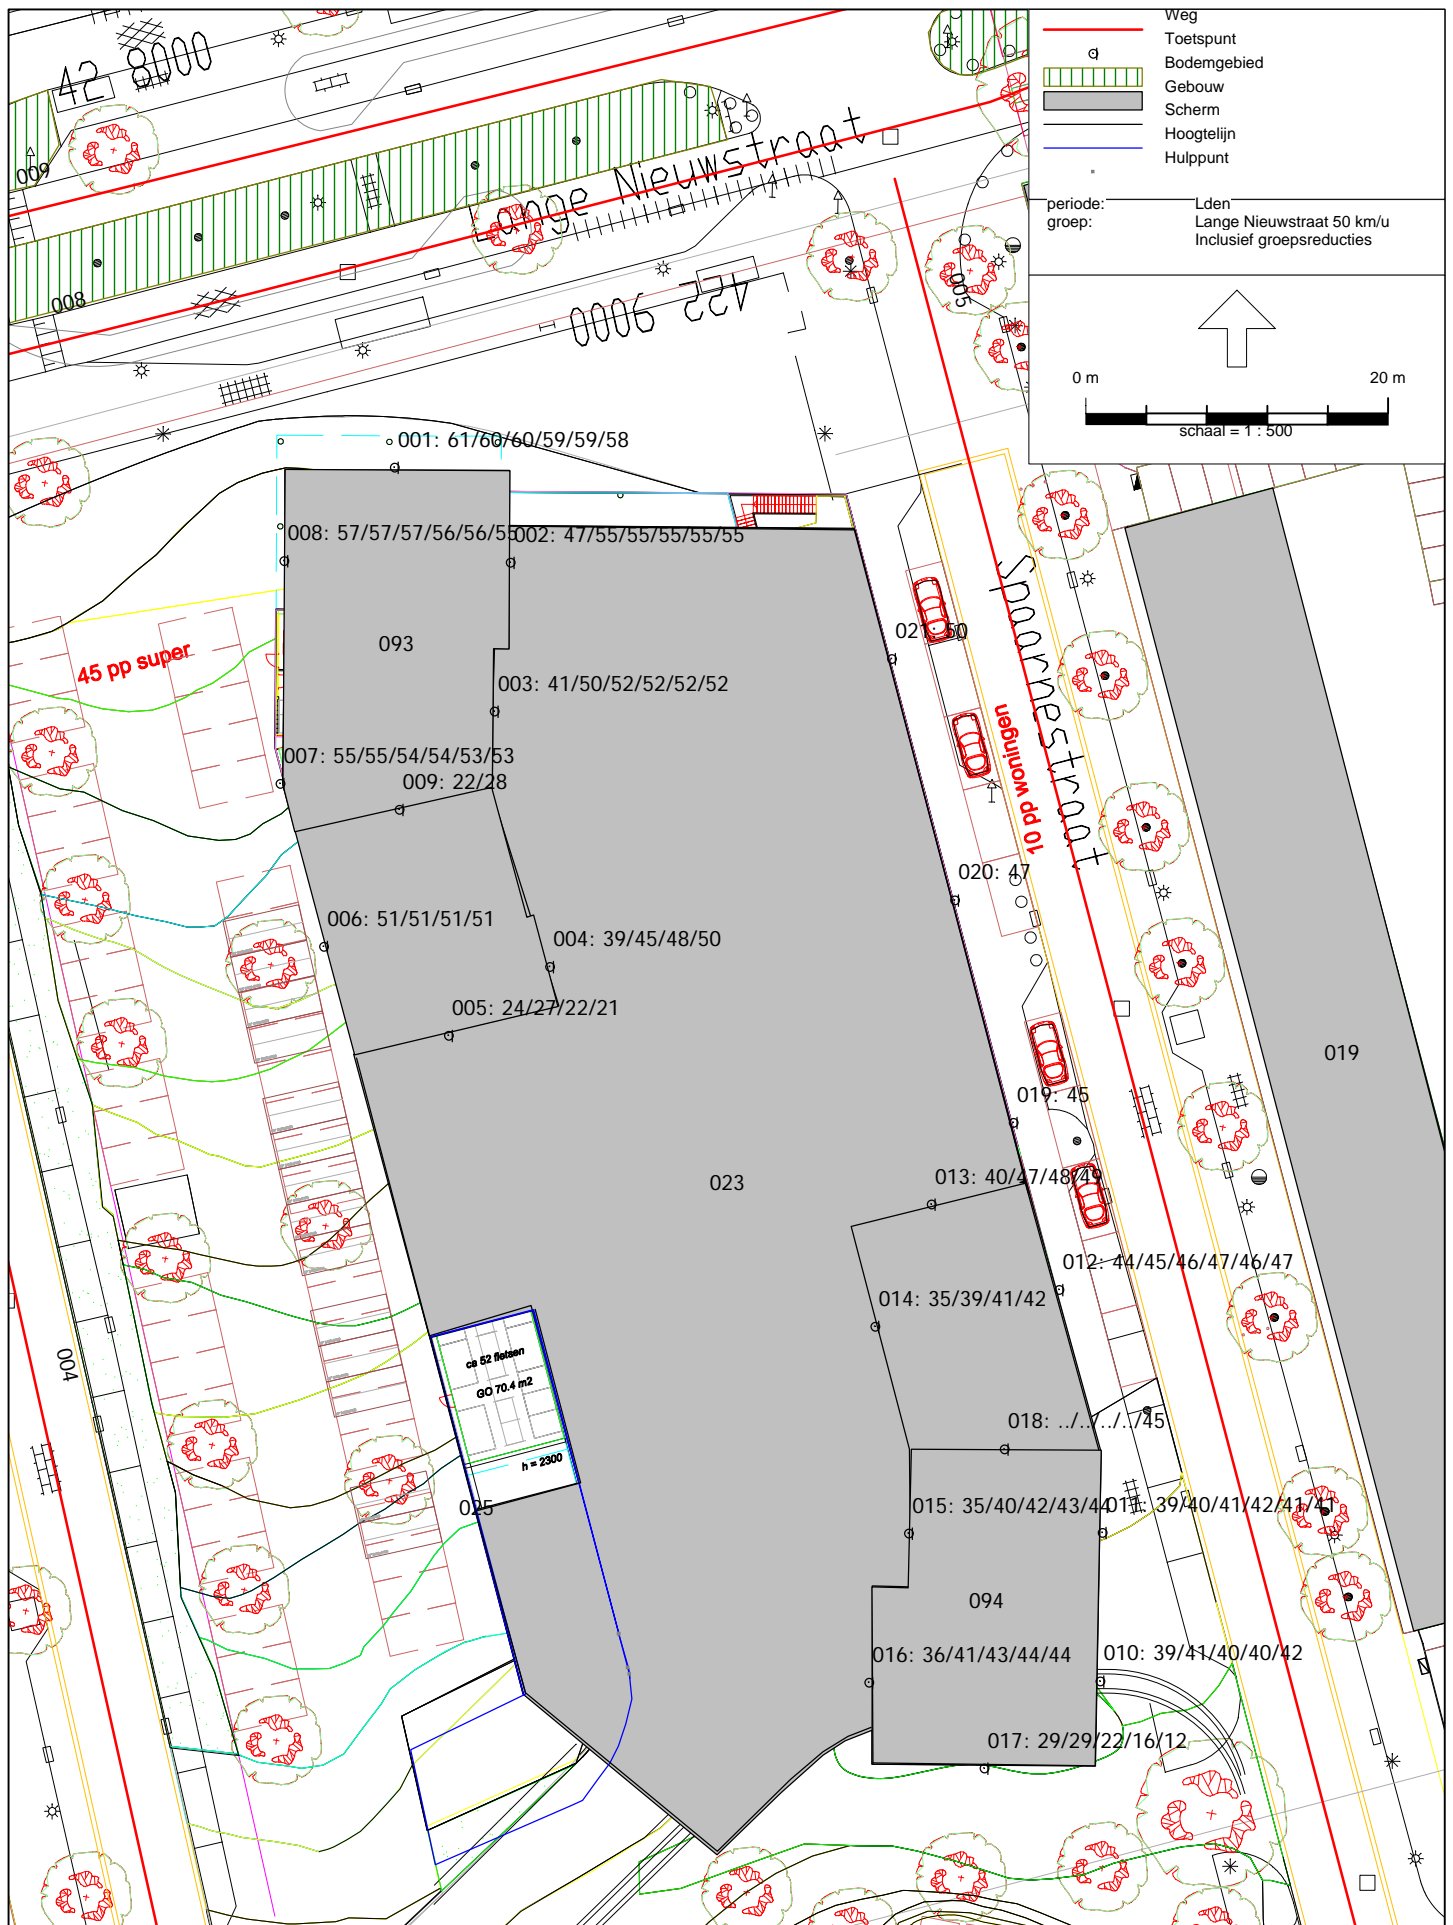 Weg
Toetspunt
Bodemgebied
Gebouw
Scherm
Hoogtelijn
Hulppunt
periode: Lden
groep: Lange Nieuwstraat 50 km/u
Inclusief groepsreducties
0 m 20 m
schaal = 1 : 500
42 8000
009
Lange Nieuwstraat
008
422 9000
005
001: 61/60/60/59/59/58
008: 57/57/57/56/56/55
002: 47/55/55/55/55/55
093
45 pp super
021: 50
Spaarnestraat
003: 41/50/52/52/52/52
10 pp woningen
007: 55/55/54/54/53/53
009: 22/28
020: 47
006: 51/51/51/51
004: 39/45/48/50
005: 24/27/22/21
019
019: 45
023
013: 40/47/48/49
012: 44/45/46/47/46/47
014: 35/39/41/42
004
ca 52 fietsen
GO 70.4 m2
018: ../../../../45
h = 2300
025
015: 35/40/42/43/44
011: 39/40/41/42/41/41
094
016: 36/41/43/44/44
010: 39/41/40/40/42
017: 29/29/22/16/12